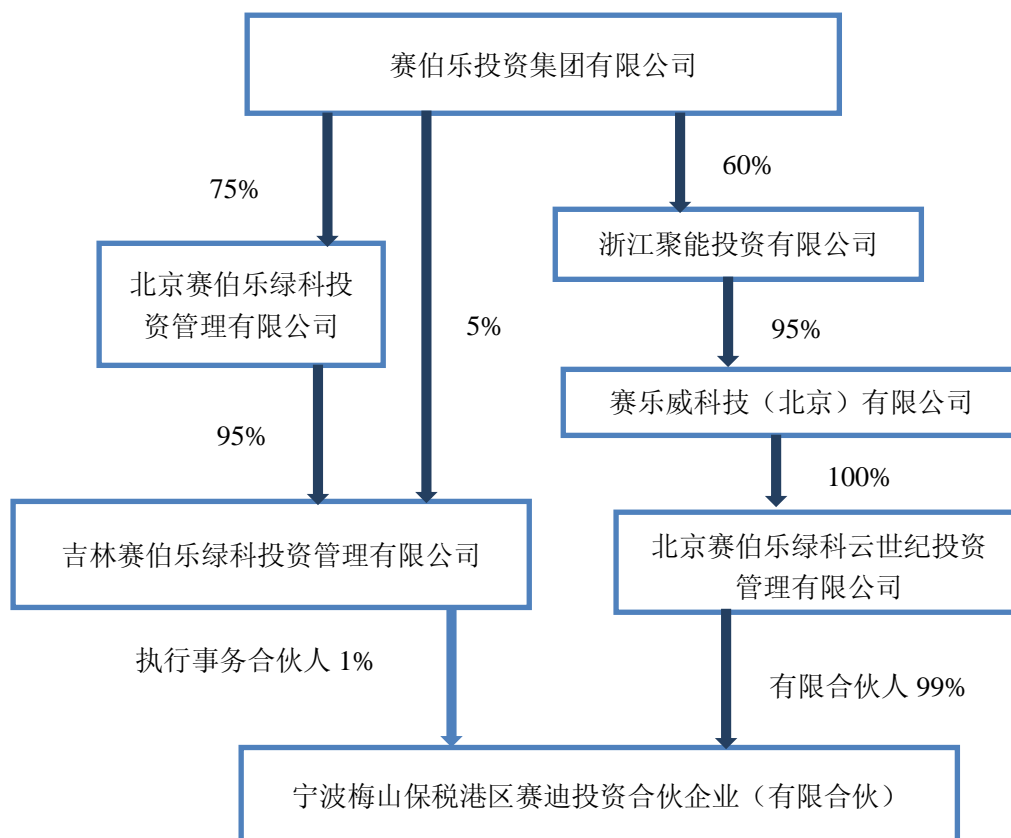 赛伯乐投资集团有限公司
75%
60%
浙江聚能投资有限公司
北京赛伯乐绿科投
资管理有限公司
5%
95%
赛乐威科技（北京）有限公司
95%
100%
吉林赛伯乐绿科投资管理有限公司
北京赛伯乐绿科云世纪投资
管理有限公司
执行事务合伙人 1%
有限合伙人 99%
宁波梅山保税港区赛迪投资合伙企业（有限合伙）